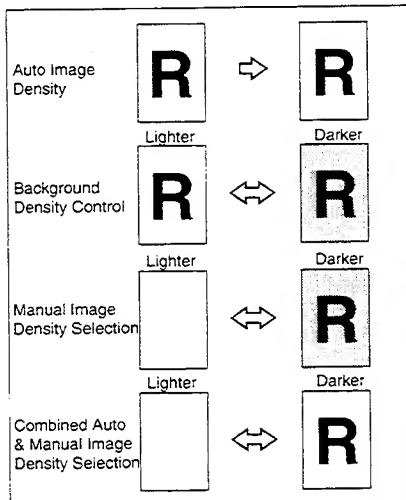 Auto Image
Density
R
R
Lighter
Darker
Background
Density Control
R
R
Lighter
Darker
Manual Image
Density Selection
R
Lighter
Darker
Combined Auto
& Manual Image
Density Selection
R